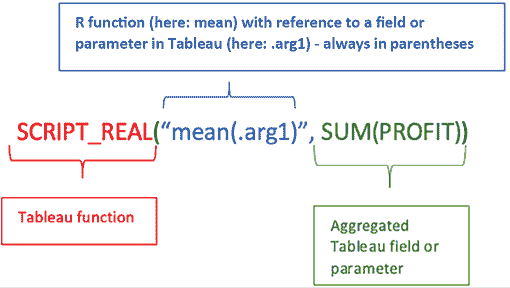 R function (here: mean) with reference to a field or
parameter in Tableau (here: .arg1) - always in parentheses
SCRIPT_REAL(“mean(.arg1)”, SUM(PROFIT))
Tableau function
Aggregated
Tableau field or
parameter